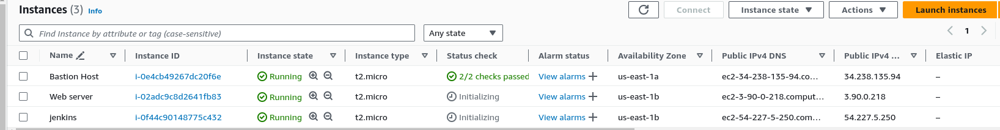 Instances (3) Info Connect Instance state Actions Launch instances
Find Instance by attribute or tag (case-sensitive) Any state 1
Name Instance ID Instance state Instance type Status check Alarm status Availability Zone Public IPv4 DNS Public IPv4 ... Elastic IP
Bastion Host i-0e4cb49267dc20f6e Running t2.micro 2/2 checks passed View alarms + us-east-1a ec2-34-238-135-94.co... 34.238.135.94 –
Web server i-02adc9c8d2641fb83 Running t2.micro Initializing View alarms + us-east-1b ec2-3-90-0-218.comput... 3.90.0.218 –
jenkins i-0f44c90148775c432 Running t2.micro Initializing View alarms + us-east-1b ec2-54-227-5-250.com... 54.227.5.250 –